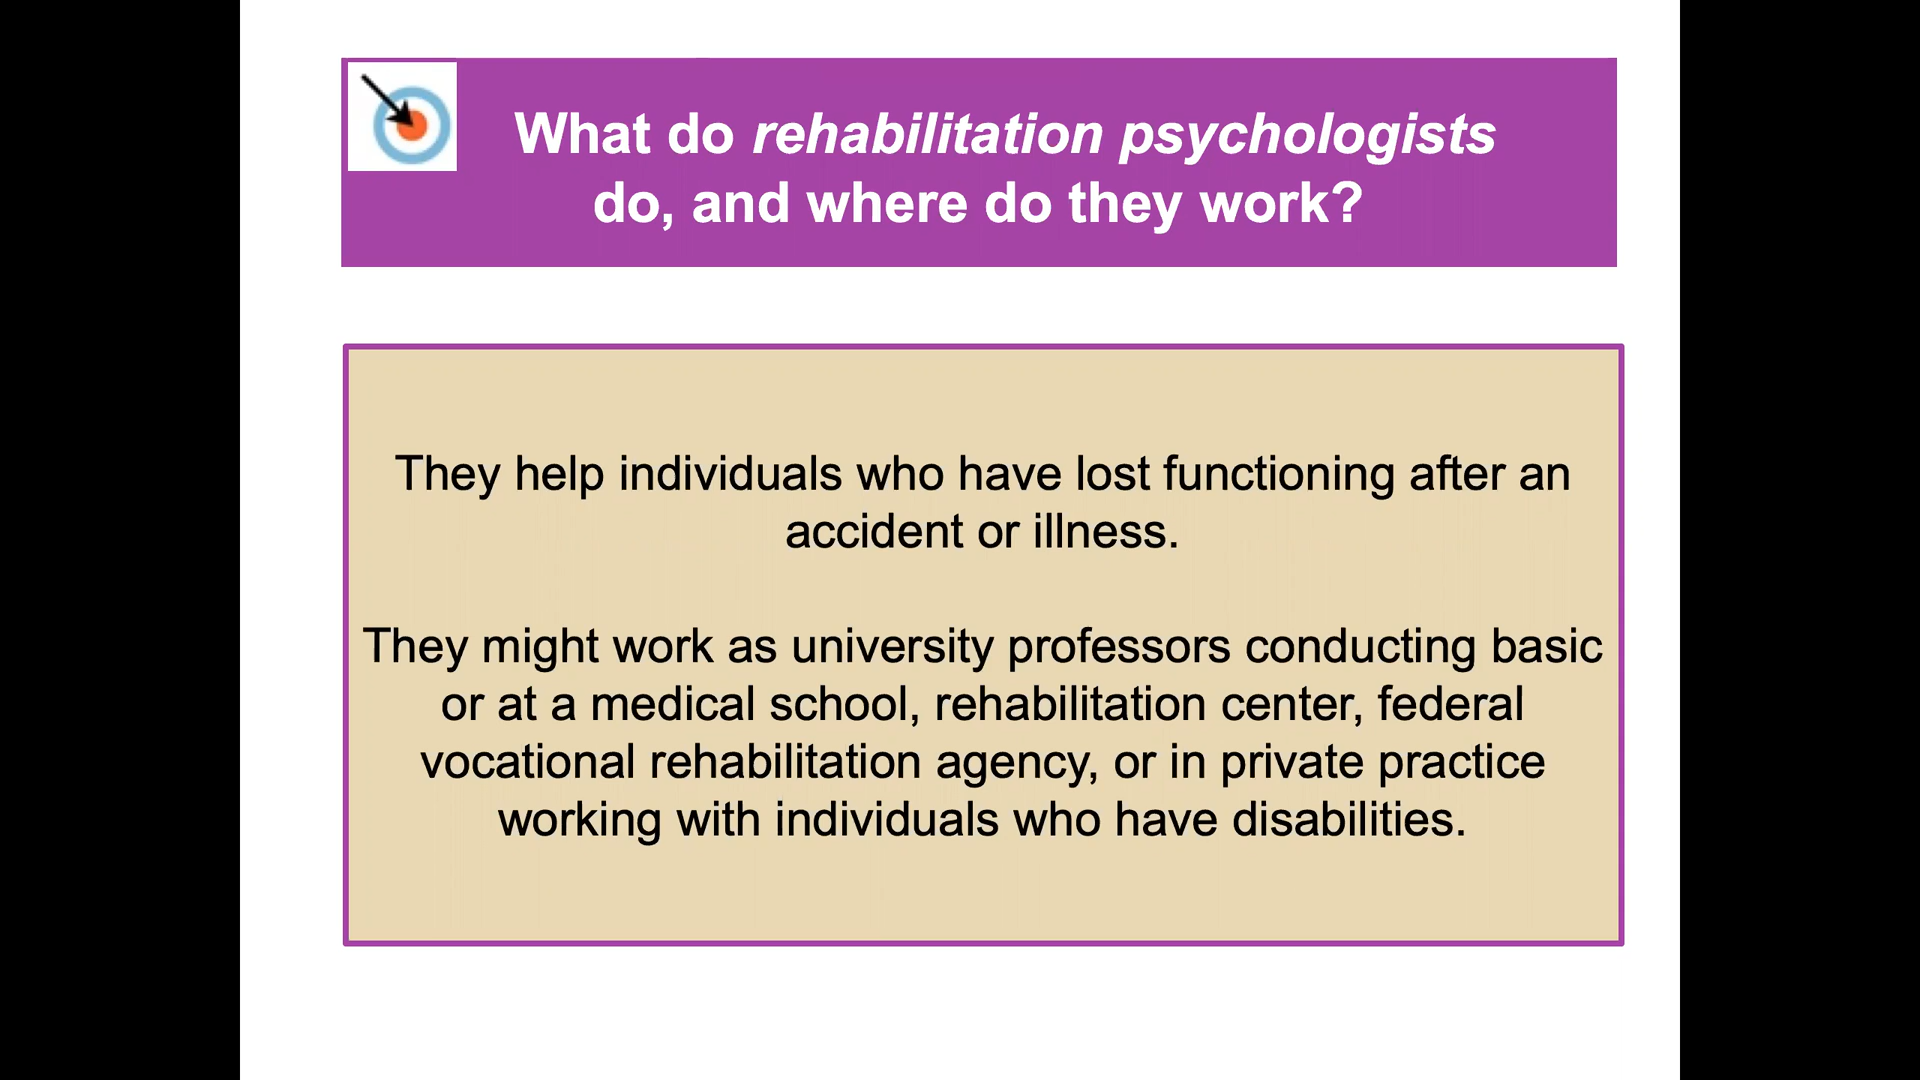 What do rehabilitation psychologists
do, and where do they work?
They help individuals who have lost functioning after an
accident or illness.
They might work as university professors conducting basic
or at a medical school, rehabilitation center, federal
vocational rehabilitation agency, or in private practice
working with individuals who have disabilities.